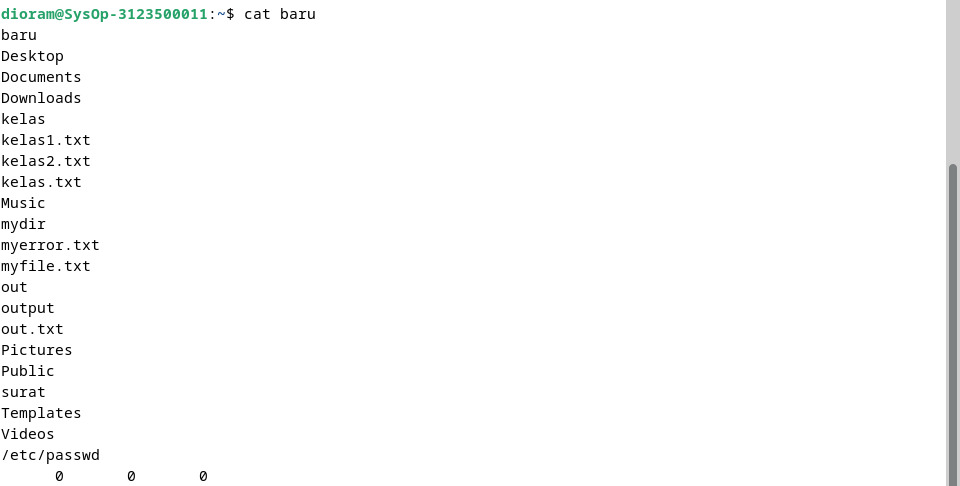 dioram@SysOp-3123500011:~$ cat baru
baru
Desktop
Documents
Downloads
kelas
kelas1.txt
kelas2.txt
kelas.txt
Music
mydir
myerror.txt
myfile.txt
out
output
out.txt
Pictures
Public
surat
Templates
Videos
/etc/passwd
      0       0       0